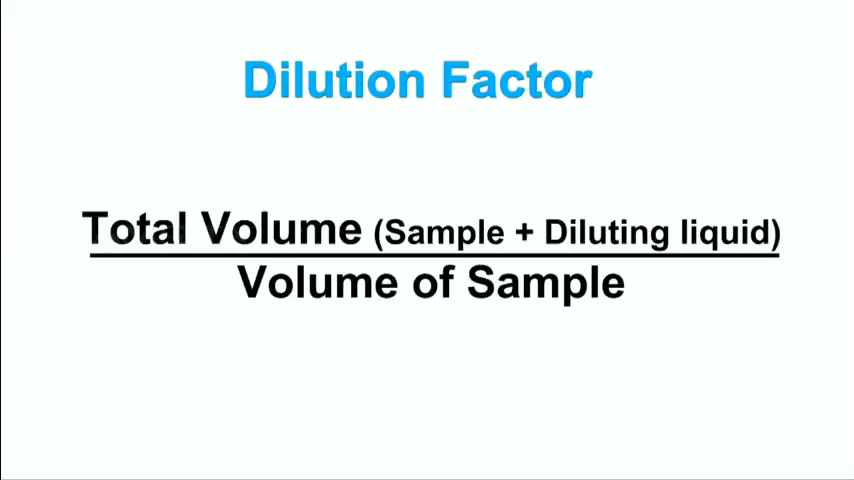 Dilution Factor
Total Volume (Sample + Diluting liquid)
Volume of Sample